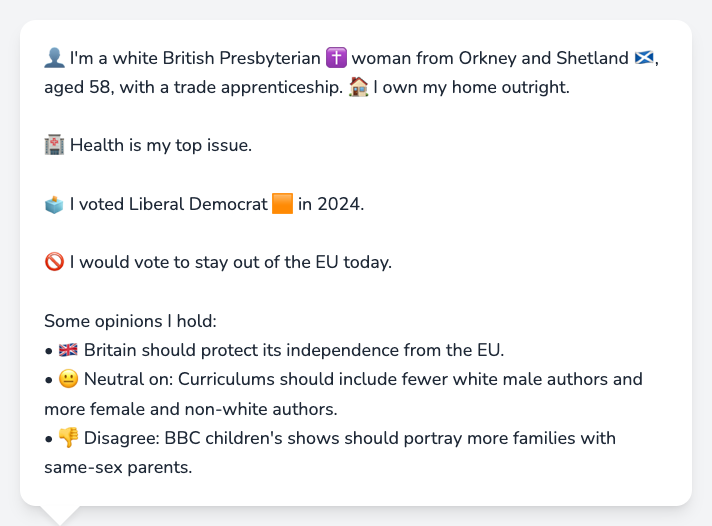 👤 I'm a white British Presbyterian ✝️ woman from Orkney and Shetland 🏴󠁧󠁢󠁳󠁣󠁴󠁿,
aged 58, with a trade apprenticeship. 🏠 I own my home outright.
🏥 Health is my top issue.
🗳️ I voted Liberal Democrat 🟧 in 2024.
🚫 I would vote to stay out of the EU today.
Some opinions I hold:
• 🇬🇧 Britain should protect its independence from the EU.
• 😐 Neutral on: Curriculums should include fewer white male authors and
more female and non-white authors.
• 👎 Disagree: BBC children's shows should portray more families with
same-sex parents.